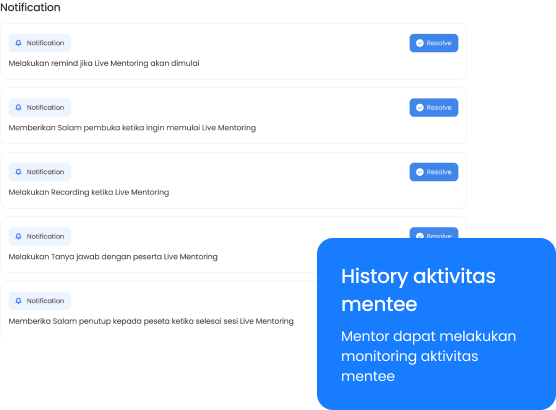 Notification
Notification
Resolve
Melakukan remind jika Live Mentoring akan dimulai
Notification
Resolve
Memberikan Salam pembuka ketika ingin memulai Live Mentoring
Notification
Resolve
Melakukan Recording ketika Live Mentoring
Notification
Resolve
Melakukan Tanya jawab dengan peserta Live Mentoring
Notification
Memberika Salam penutup kepada peseta ketika selesai sesi Live Mentoring
History aktivitas
mentee
Mentor dapat melakukan
monitoring aktivitas
mentee